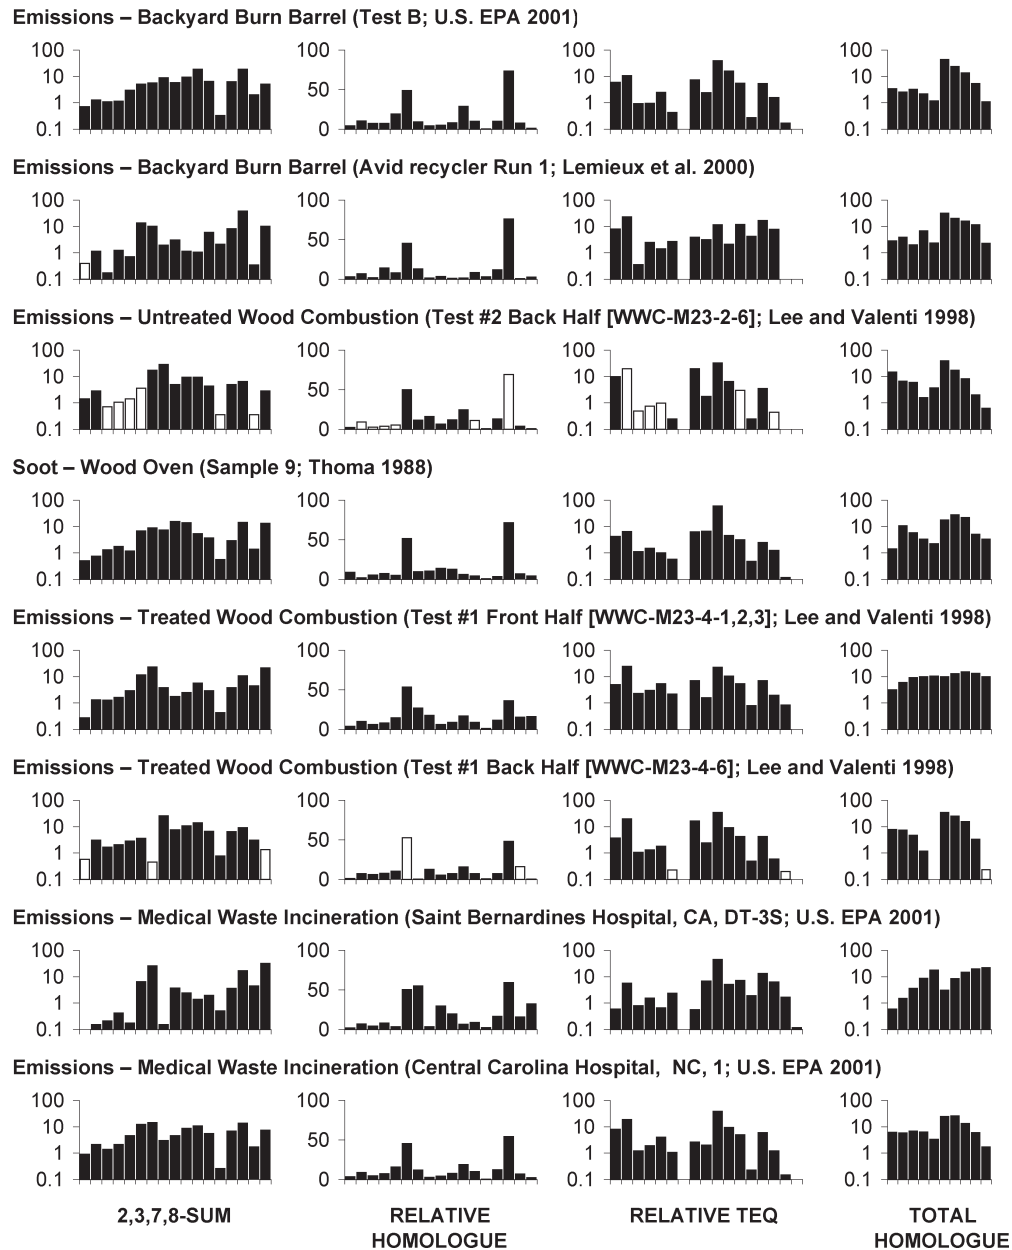 Emissions – Backyard Burn Barrel (Test B; U.S. EPA 2001)
100 100 100 100
10 50 10 10
1 1 1
0.1 0 0.1 0.1
Emissions – Backyard Burn Barrel (Avid recycler Run 1; Lemieux et al. 2000)
100 100 100 100
10 50 10 10
1 1 1
0.1 0 0.1 0.1
Emissions – Untreated Wood Combustion (Test #2 Back Half [WWC-M23-2-6]; Lee and Valenti 1998)
100 100 100 100
10 50 10 10
1 1 1
0.1 0 0.1 0.1
Soot – Wood Oven (Sample 9; Thoma 1988)
100 100 100 100
10 50 10 10
1 1 1
0.1 0 0.1 0.1
Emissions – Treated Wood Combustion (Test #1 Front Half [WWC-M23-4-1,2,3]; Lee and Valenti 1998)
100 100 100 100
10 50 10 10
1 1 1
0.1 0 0.1 0.1
Emissions – Treated Wood Combustion (Test #1 Back Half [WWC-M23-4-6]; Lee and Valenti 1998)
100 100 100 100
10 50 10 10
1 1 1
0.1 0 0.1 0.1
Emissions – Medical Waste Incineration (Saint Bernardines Hospital, CA, DT-3S; U.S. EPA 2001)
100 100 100 100
10 50 10 10
1 1 1
0.1 0 0.1 0.1
Emissions – Medical Waste Incineration (Central Carolina Hospital, NC, 1; U.S. EPA 2001)
100 100 100 100
10 50 10 10
1 1 1
0.1 0 0.1 0.1
2,3,7,8-SUM RELATIVE RELATIVE TEQ TOTAL
HOMOLOGUE HOMOLOGUE